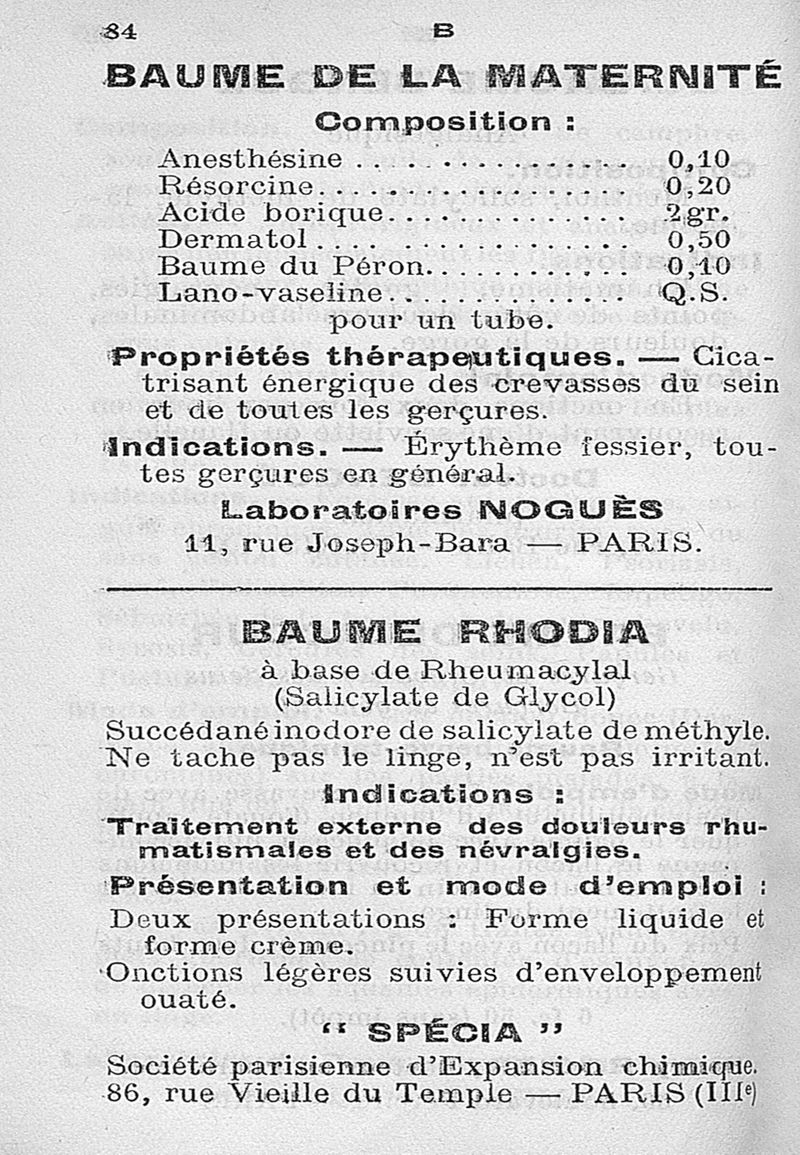 84 B
BAUME DE LA MATERNITÉ
Composition :
Anesthésine . . . . . . . . . . . . . . . 0,10
Résorcine. . . . . . . . . . . . . . . . . 0,20
Acide borique. . . . . . . . . . . . . 2 gr.
Dermatol . . . . . . . . . . . . . . . . . 0,50
Baume du Péron. . . . . . . . . . . 0,10
Lano-vaseline. . . . . . . . . . . . . Q.S.
pour un tube.
Propriétés thérapeutiques. — Cica-
trisant énergique des crevasses du sein
et de toutes les gerçures.
Indications. — Érythème fessier, tou-
tes gerçures en général.
Laboratoires NOGUÈS
11, rue Joseph-Bara — PARIS.
BAUME RHODIA
à base de Rheumacylal
(Salicylate de Glycol)
Succédané inodore de salicylate de méthyle.
Ne tache pas le linge, n'est pas irritant.
Indications :
Traitement externe des douleurs rhu-
matismales et des névralgies.
Présentation et mode d'emploi :
Deux présentations : Forme liquide et
forme crème.
Onctions légères suivies d'enveloppement
ouaté.
“ SPÉCIA ”
Société parisienne d'Expansion chimique.
86, rue Vieille du Temple — PARIS (IIIe)